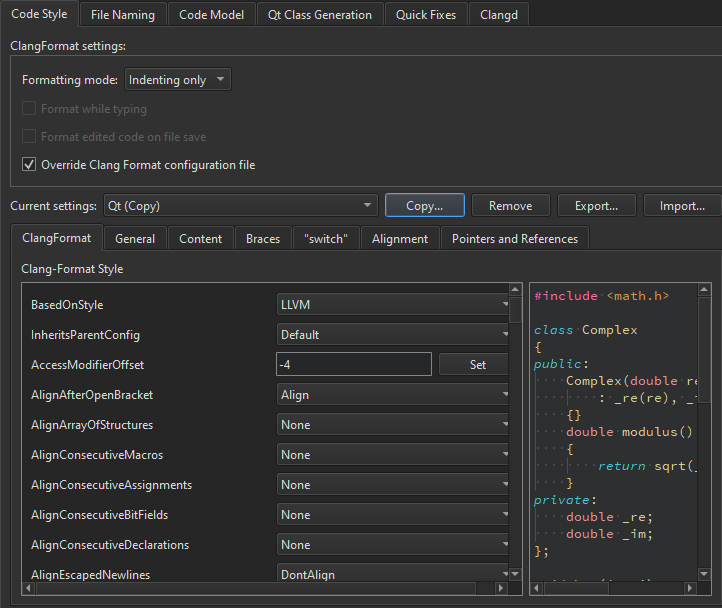 Code Style File Naming Code Model Qt Class Generation Quick Fixes Clangd
ClangFormat settings:
Formatting mode: Indenting only
Format while typing
Format edited code on file save
Override Clang Format configuration file
Current settings: Qt (Copy) Copy... Remove Export... Import...
ClangFormat General Content Braces "switch" Alignment Pointers and References
Clang-Format Style
BasedOnStyle LLVM
InheritsParentConfig Default
AccessModifierOffset -4 Set
AlignAfterOpenBracket Align
AlignArrayOfStructures None
AlignConsecutiveMacros None
AlignConsecutiveAssignments None
AlignConsecutiveBitFields None
AlignConsecutiveDeclarations None
AlignEscapedNewlines DontAlign
#include <math.h>
class Complex
{
public:
Complex(double re
: _re(re), _
{}
double modulus()
{
return sqrt(_
}
private:
double _re;
double _im;
};